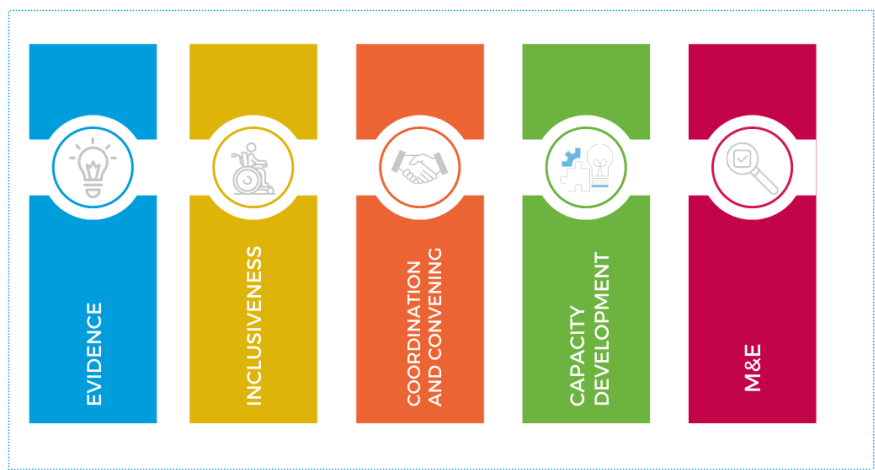 EVIDENCE
INCLUSIVENESS
COORDINATION
AND CONVENING
CAPACITY
DEVELOPMENT
M&E